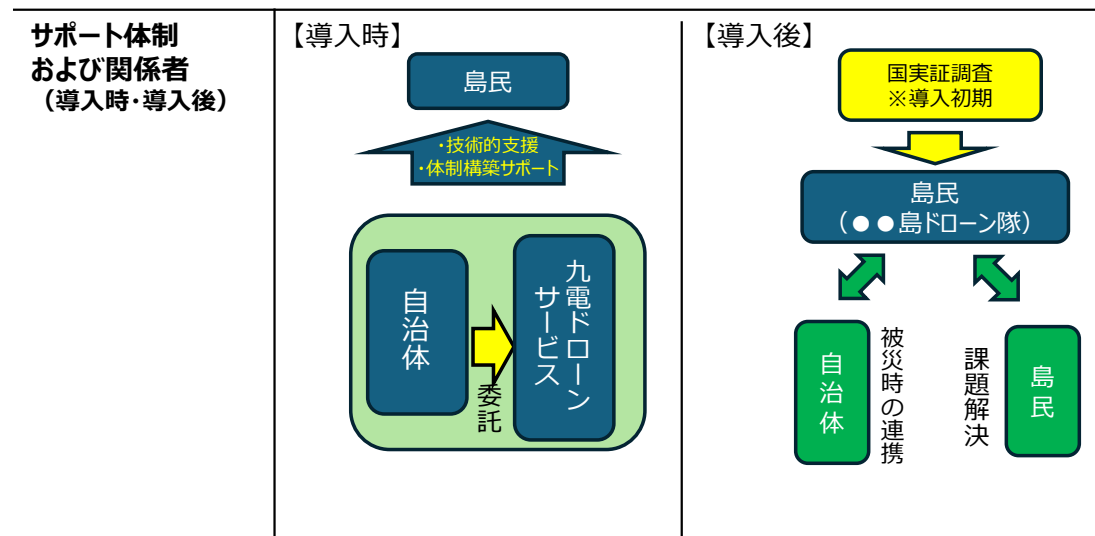 サポート体制
および関係者
(導入時・導入後)
【導入時】
島民
・技術的支援
・体制構築サポート
自治体
委託
九電ドローン
サービス
【導入後】
国実証調査
※導入初期
島民
(●●島ドローン隊)
自治体
被災時の連携
課題解決
島民